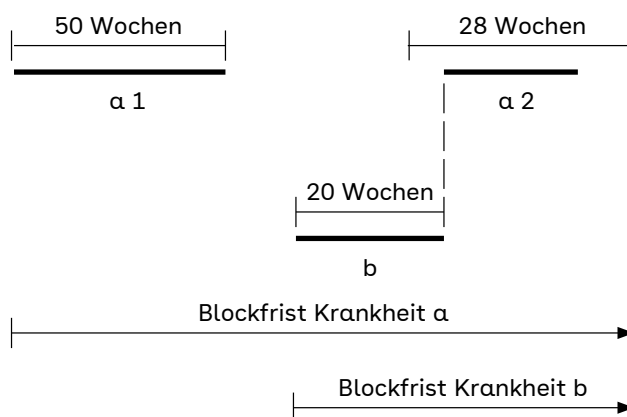 50 Wochen
28 Wochen
a 1
a 2
20 Wochen
b
Blockfrist Krankheit a
Blockfrist Krankheit b